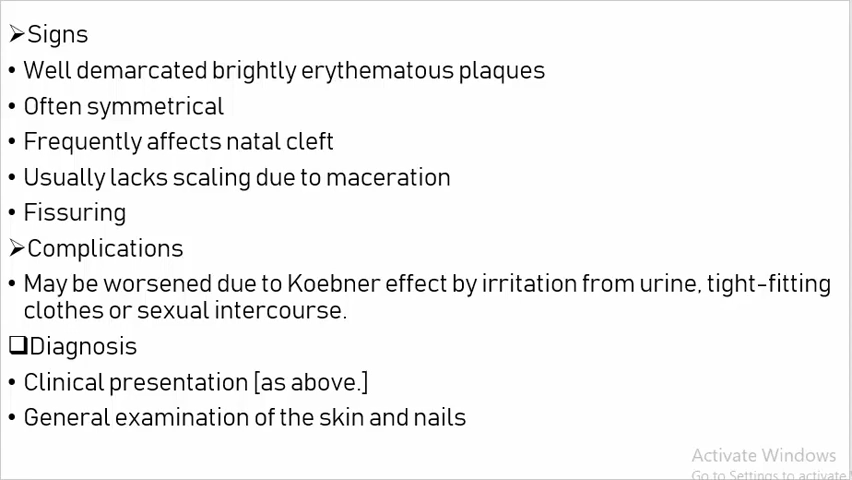 ➢Signs
• Well demarcated brightly erythematous plaques
• Often symmetrical
• Frequently affects natal cleft
• Usually lacks scaling due to maceration
• Fissuring
➢Complications
• May be worsened due to Koebner effect by irritation from urine, tight-fitting
clothes or sexual intercourse.
❑Diagnosis
• Clinical presentation [as above.]
• General examination of the skin and nails
Activate Windows
Go to Settings to activate